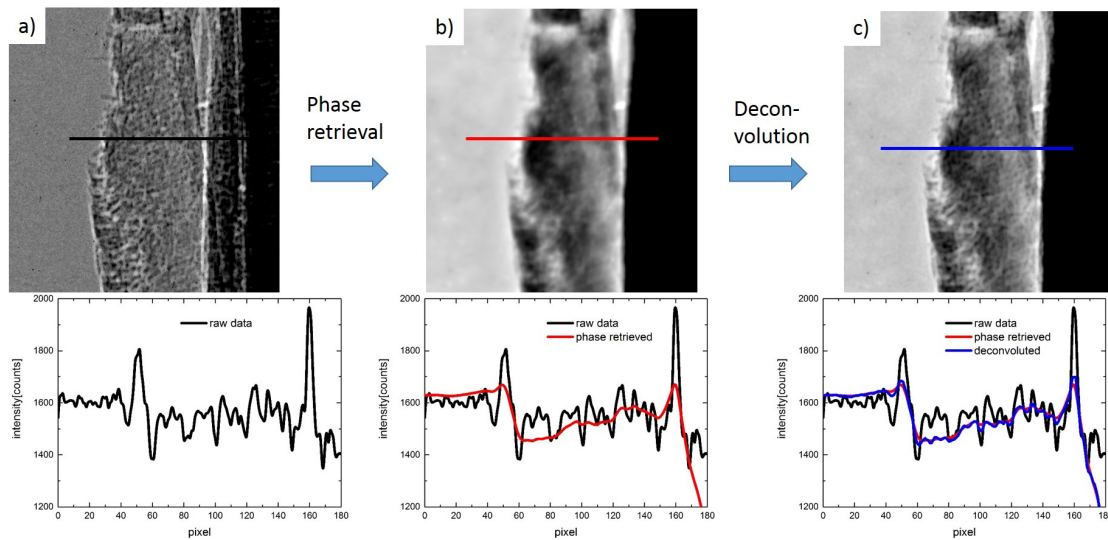 a)
b)
c)
Phase
retrieval
Decon-
volution
2000
1800
1600
1400
1200
intensity[counts]
raw data
0 20 40 60 80 100 120 140 160 180
pixel
2000
1800
1600
1400
1200
intensity[counts]
raw data
phase retrieved
0 20 40 60 80 100 120 140 160 180
pixel
2000
1800
1600
1400
1200
intensity[counts]
raw data
phase retrieved
deconvoluted
0 20 40 60 80 100 120 140 160 180
pixel